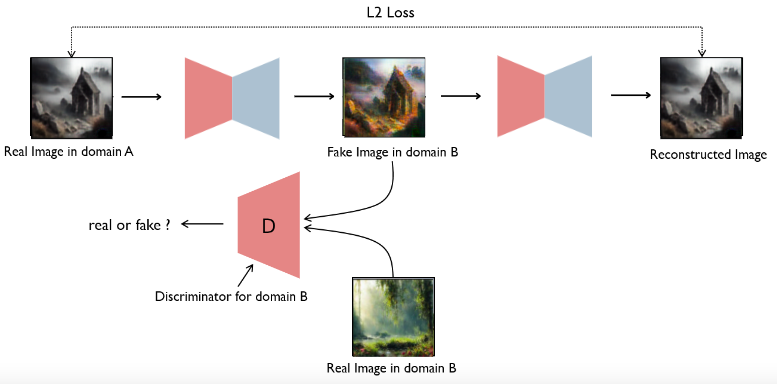 L2 Loss
Real Image in domain A
Fake Image in domain B
Reconstructed Image
real or fake ?
D
Discriminator for domain B
Real Image in domain B